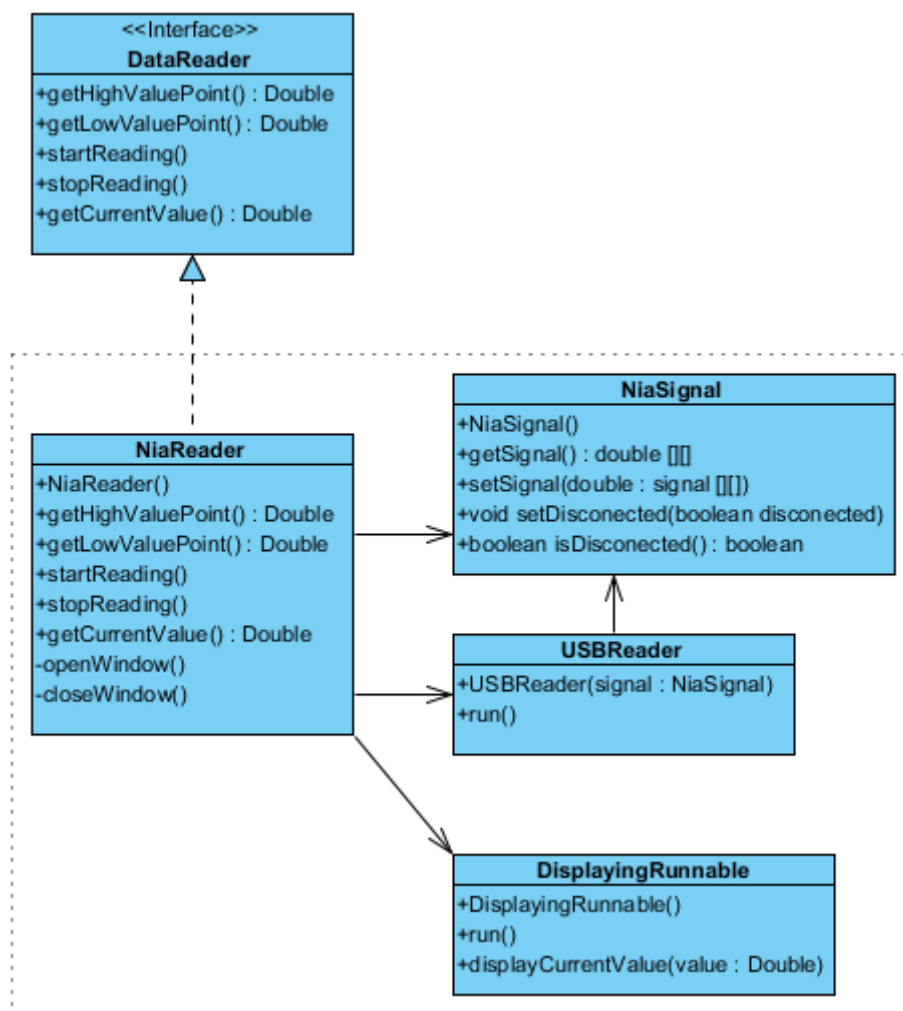 <<Interface>>
DataReader
+getHighValuePoint() : Double
+getLowValuePoint() : Double
+startReading()
+stopReading()
+getCurrentValue() : Double
NiaReader
+NiaReader()
+getHighValuePoint() : Double
+getLowValuePoint() : Double
+startReading()
+stopReading()
+getCurrentValue() : Double
-openWindow()
-closeWindow()
NiaSignal
+NiaSignal()
+getSignal() : double [][]
+setSignal(double : signal [][])
+void setDisconected(boolean disconected)
+boolean isDisconected() : boolean
USBReader
+USBReader(signal : NiaSignal)
+run()
DisplayingRunnable
+DisplayingRunnable()
+run()
+displayCurrentValue(value : Double)